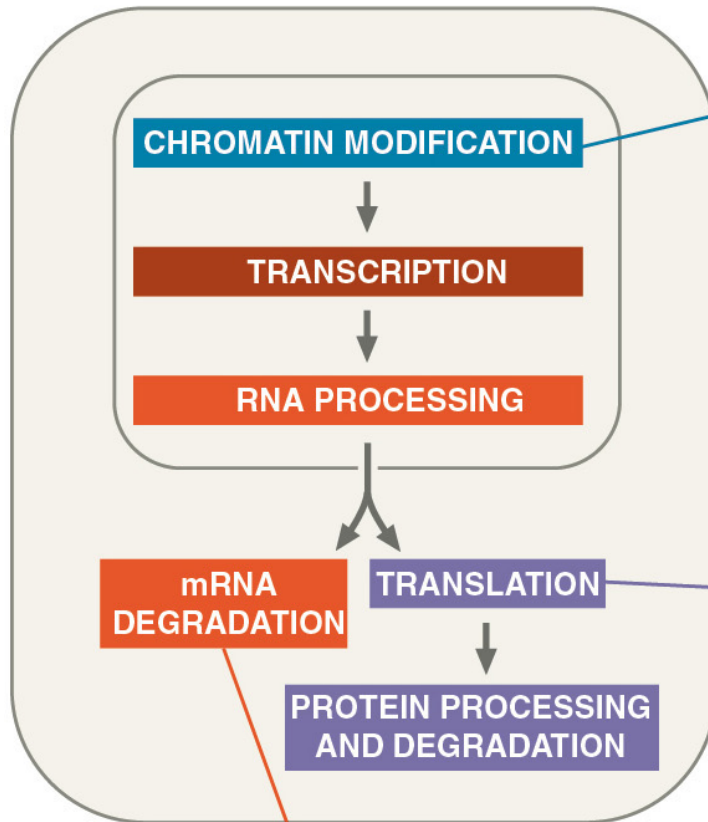 CHROMATIN MODIFICATION
TRANSCRIPTION
RNA PROCESSING
mRNA
DEGRADATION
TRANSLATION
PROTEIN PROCESSING
AND DEGRADATION